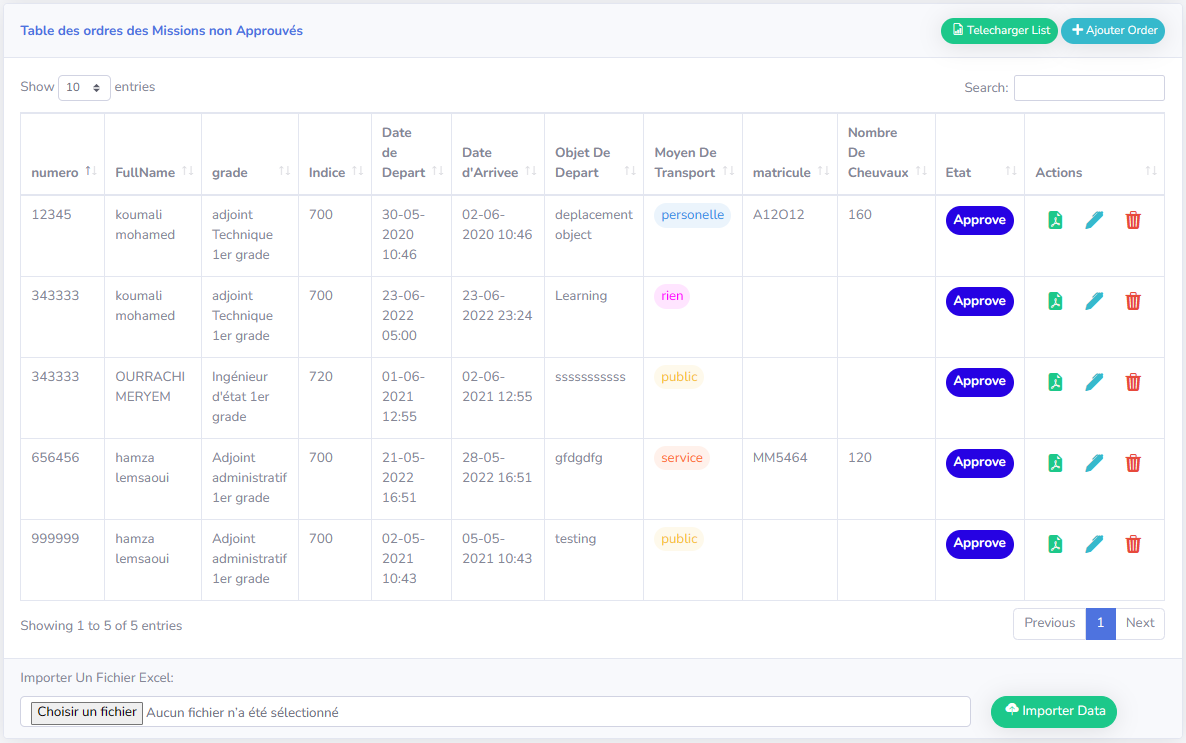 Table des ordres des Missions non Approuvés
Telecharger List
Ajouter Order
Show 10 entries
Search:
numero FullName grade Indice Date de Depart Date d'Arrivee Objet De Depart Moyen De Transport matricule Nombre De Cheuvaux Etat Actions
12345 koumali mohamed adjoint Technique 1er grade 700 30-05-2020 10:46 02-06-2020 10:46 deplacement object personelle A12O12 160 Approve
343333 koumali mohamed adjoint Technique 1er grade 700 23-06-2022 05:00 23-06-2022 23:24 Learning rien Approve
343333 OURRACHI MERYEM Ingénieur d'état 1er grade 720 01-06-2021 12:55 02-06-2021 12:55 sssssssssss public Approve
656456 hamza lemsaoui Adjoint administratif 1er grade 700 21-05-2022 16:51 28-05-2022 16:51 gfdgdfg service MM5464 120 Approve
999999 hamza lemsaoui Adjoint administratif 1er grade 700 02-05-2021 10:43 05-05-2021 10:43 testing public Approve
Showing 1 to 5 of 5 entries
Previous 1 Next
Importer Un Fichier Excel:
Choisir un fichier Aucun fichier n'a été sélectionné
Importer Data